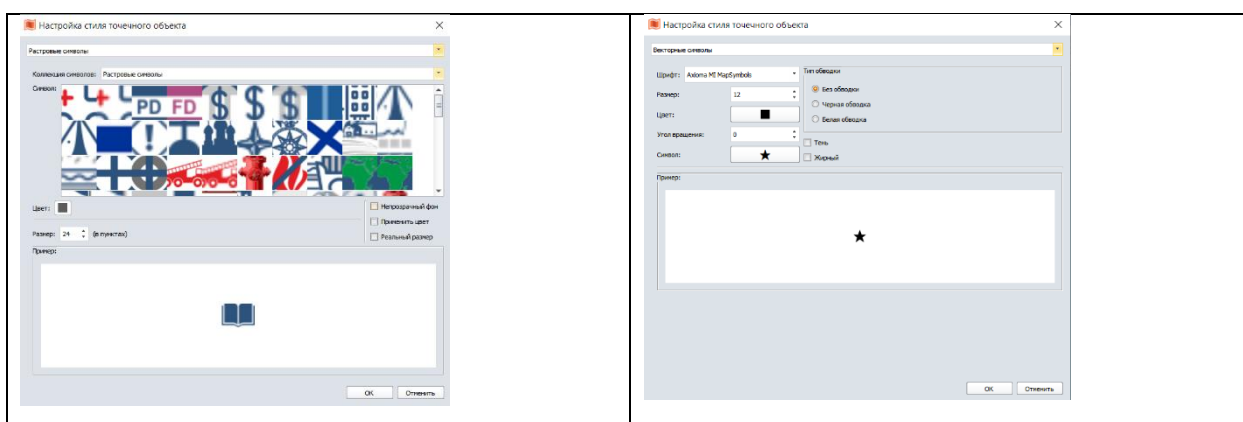 Настройка стиля точечного объекта
Растровые символы
Коллекция символов: Растровые символы
Символ:
PD FD
Цвет:
Непрозрачный фон
Применить цвет
Размер: 24 (в пунктах)
Реальный размер
Пример:
OK Отменить
Настройка стиля точечного объекта
Векторные символы
Шрифт: Axioma MI MapSymbols
Тип обводки
Размер: 12
Без обводки
Цвет:
Черная обводка
Белая обводка
Угол вращения: 0
Тень
Символ:
Жирный
Пример:
OK Отменить